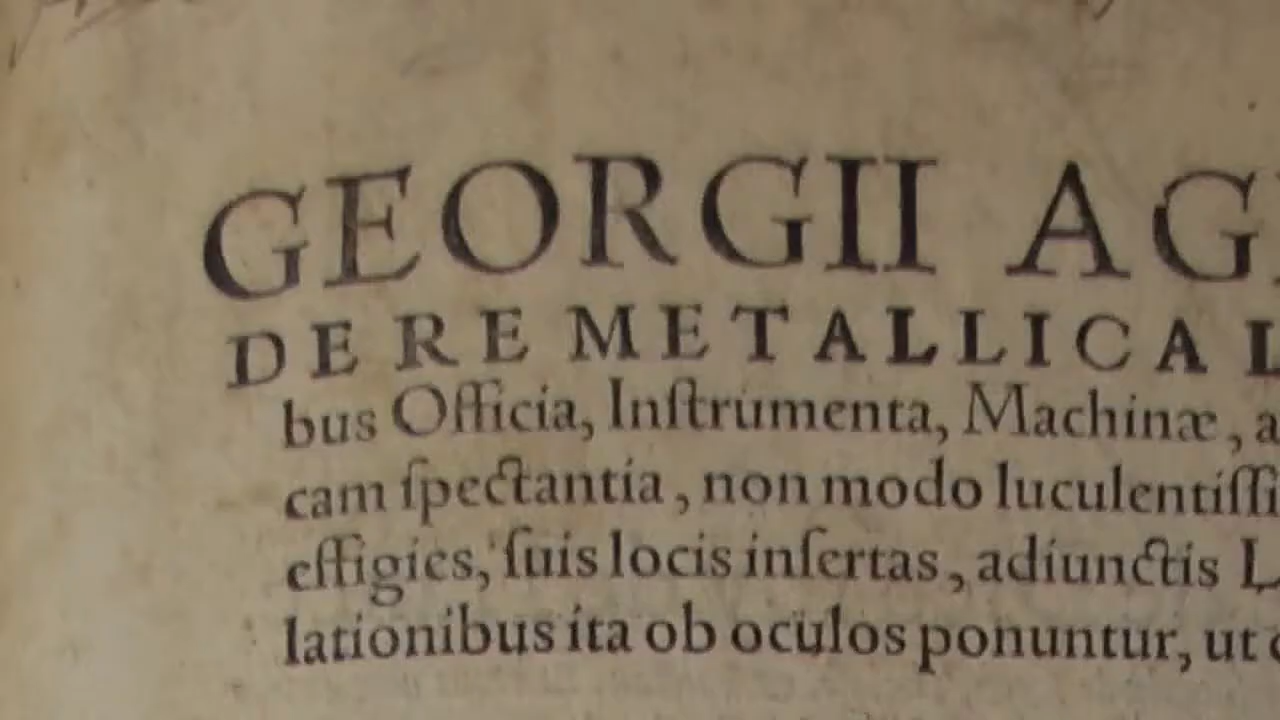 GEORGII AG
DE RE METALLICA L
bus Officia, Inſtrumenta, Machinæ, a
cam ſpectantia, non modo luculentiſſi
effigies, ſuis locis inſertas, adiunctis L
lationibus ita ob oculos ponuntur, ut